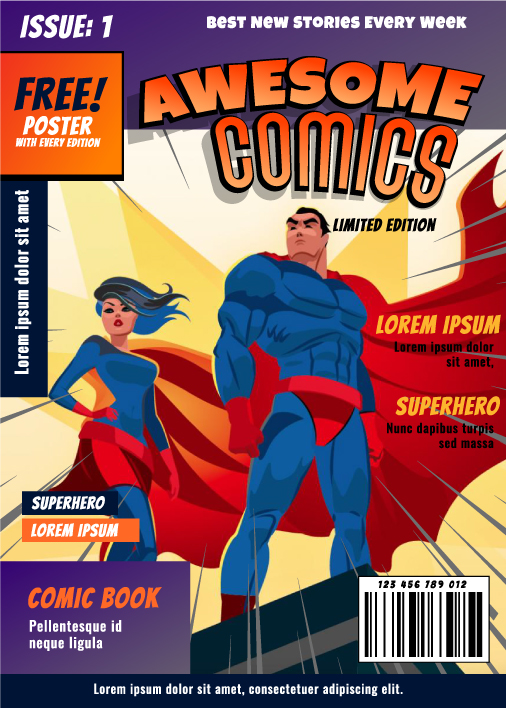 ISSUE: 1
Best New Stories Every Week
FREE!
POSTER
WITH EVERY EDITION
AWESOME
COMICS
LIMITED EDITION
Lorem ipsum dolor sit amet
LOREM IPSUM
Lorem ipsum dolor
sit amet,
SUPERHERO
Nunc dapibus turpis
sed massa
SUPERHERO
LOREM IPSUM
COMIC BOOK
Pellentesque id
neque ligula
123 456 789 012
Lorem ipsum dolor sit amet, consectetuer adipiscing elit.